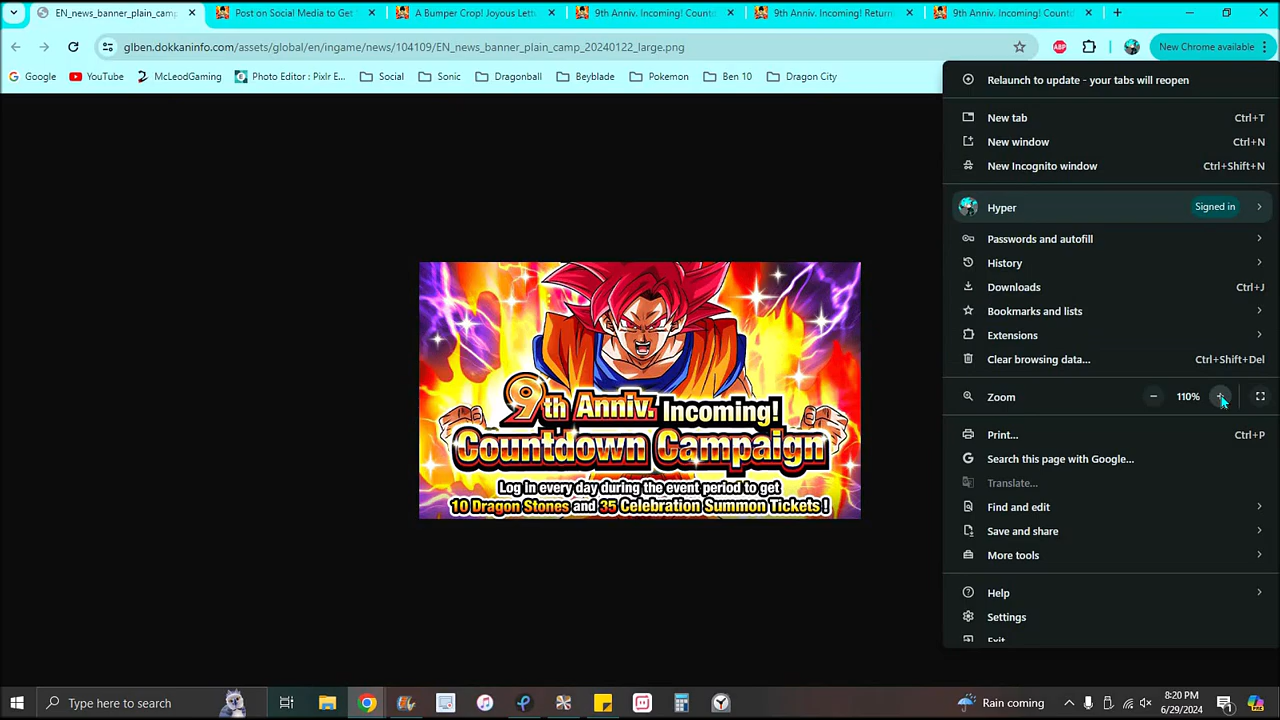 EN_news_banner_plain_camp
Post on Social Media to Get
A Bumper Crop! Joyous Lett
9th Anniv. Incoming! Countd
9th Anniv. Incoming! Return
9th Anniv. Incoming! Countd
glben.dokkaninfo.com/assets/global/en/ingame/news/104109/EN_news_banner_plain_camp_20240122_large.png
ABP
New Chrome available
Google
YouTube
McLeodGaming
Photo Editor : Pixlr E...
Social
Sonic
Dragonball
Beyblade
Pokemon
Ben 10
Dragon City
Relaunch to update - your tabs will reopen
New tab Ctrl+T
New window Ctrl+N
New Incognito window Ctrl+Shift+N
Hyper Signed in
Passwords and autofill
History
Downloads Ctrl+J
Bookmarks and lists
Extensions
Clear browsing data... Ctrl+Shift+Del
Zoom 110%
Print... Ctrl+P
Search this page with Google...
Translate...
Find and edit
Save and share
More tools
Help
Settings
Exit
9th Anniv. Incoming!
Countdown Campaign
Log in every day during the event period to get
10 Dragon Stones and 35 Celebration Summon Tickets !
Type here to search
Rain coming
8:20 PM
6/29/2024